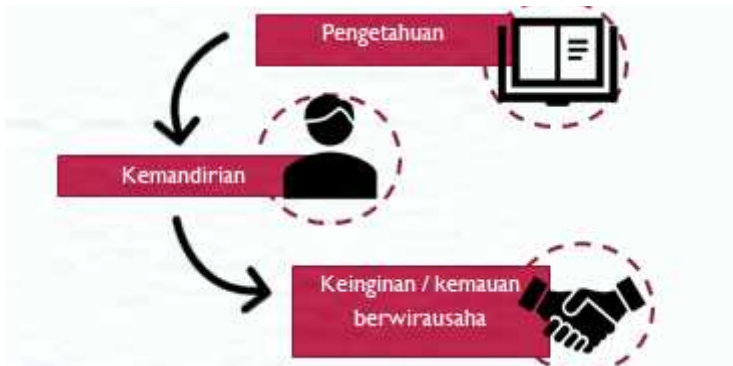 Pengetahuan
Kemandirian
Keinginan / kemauan
berwirausaha